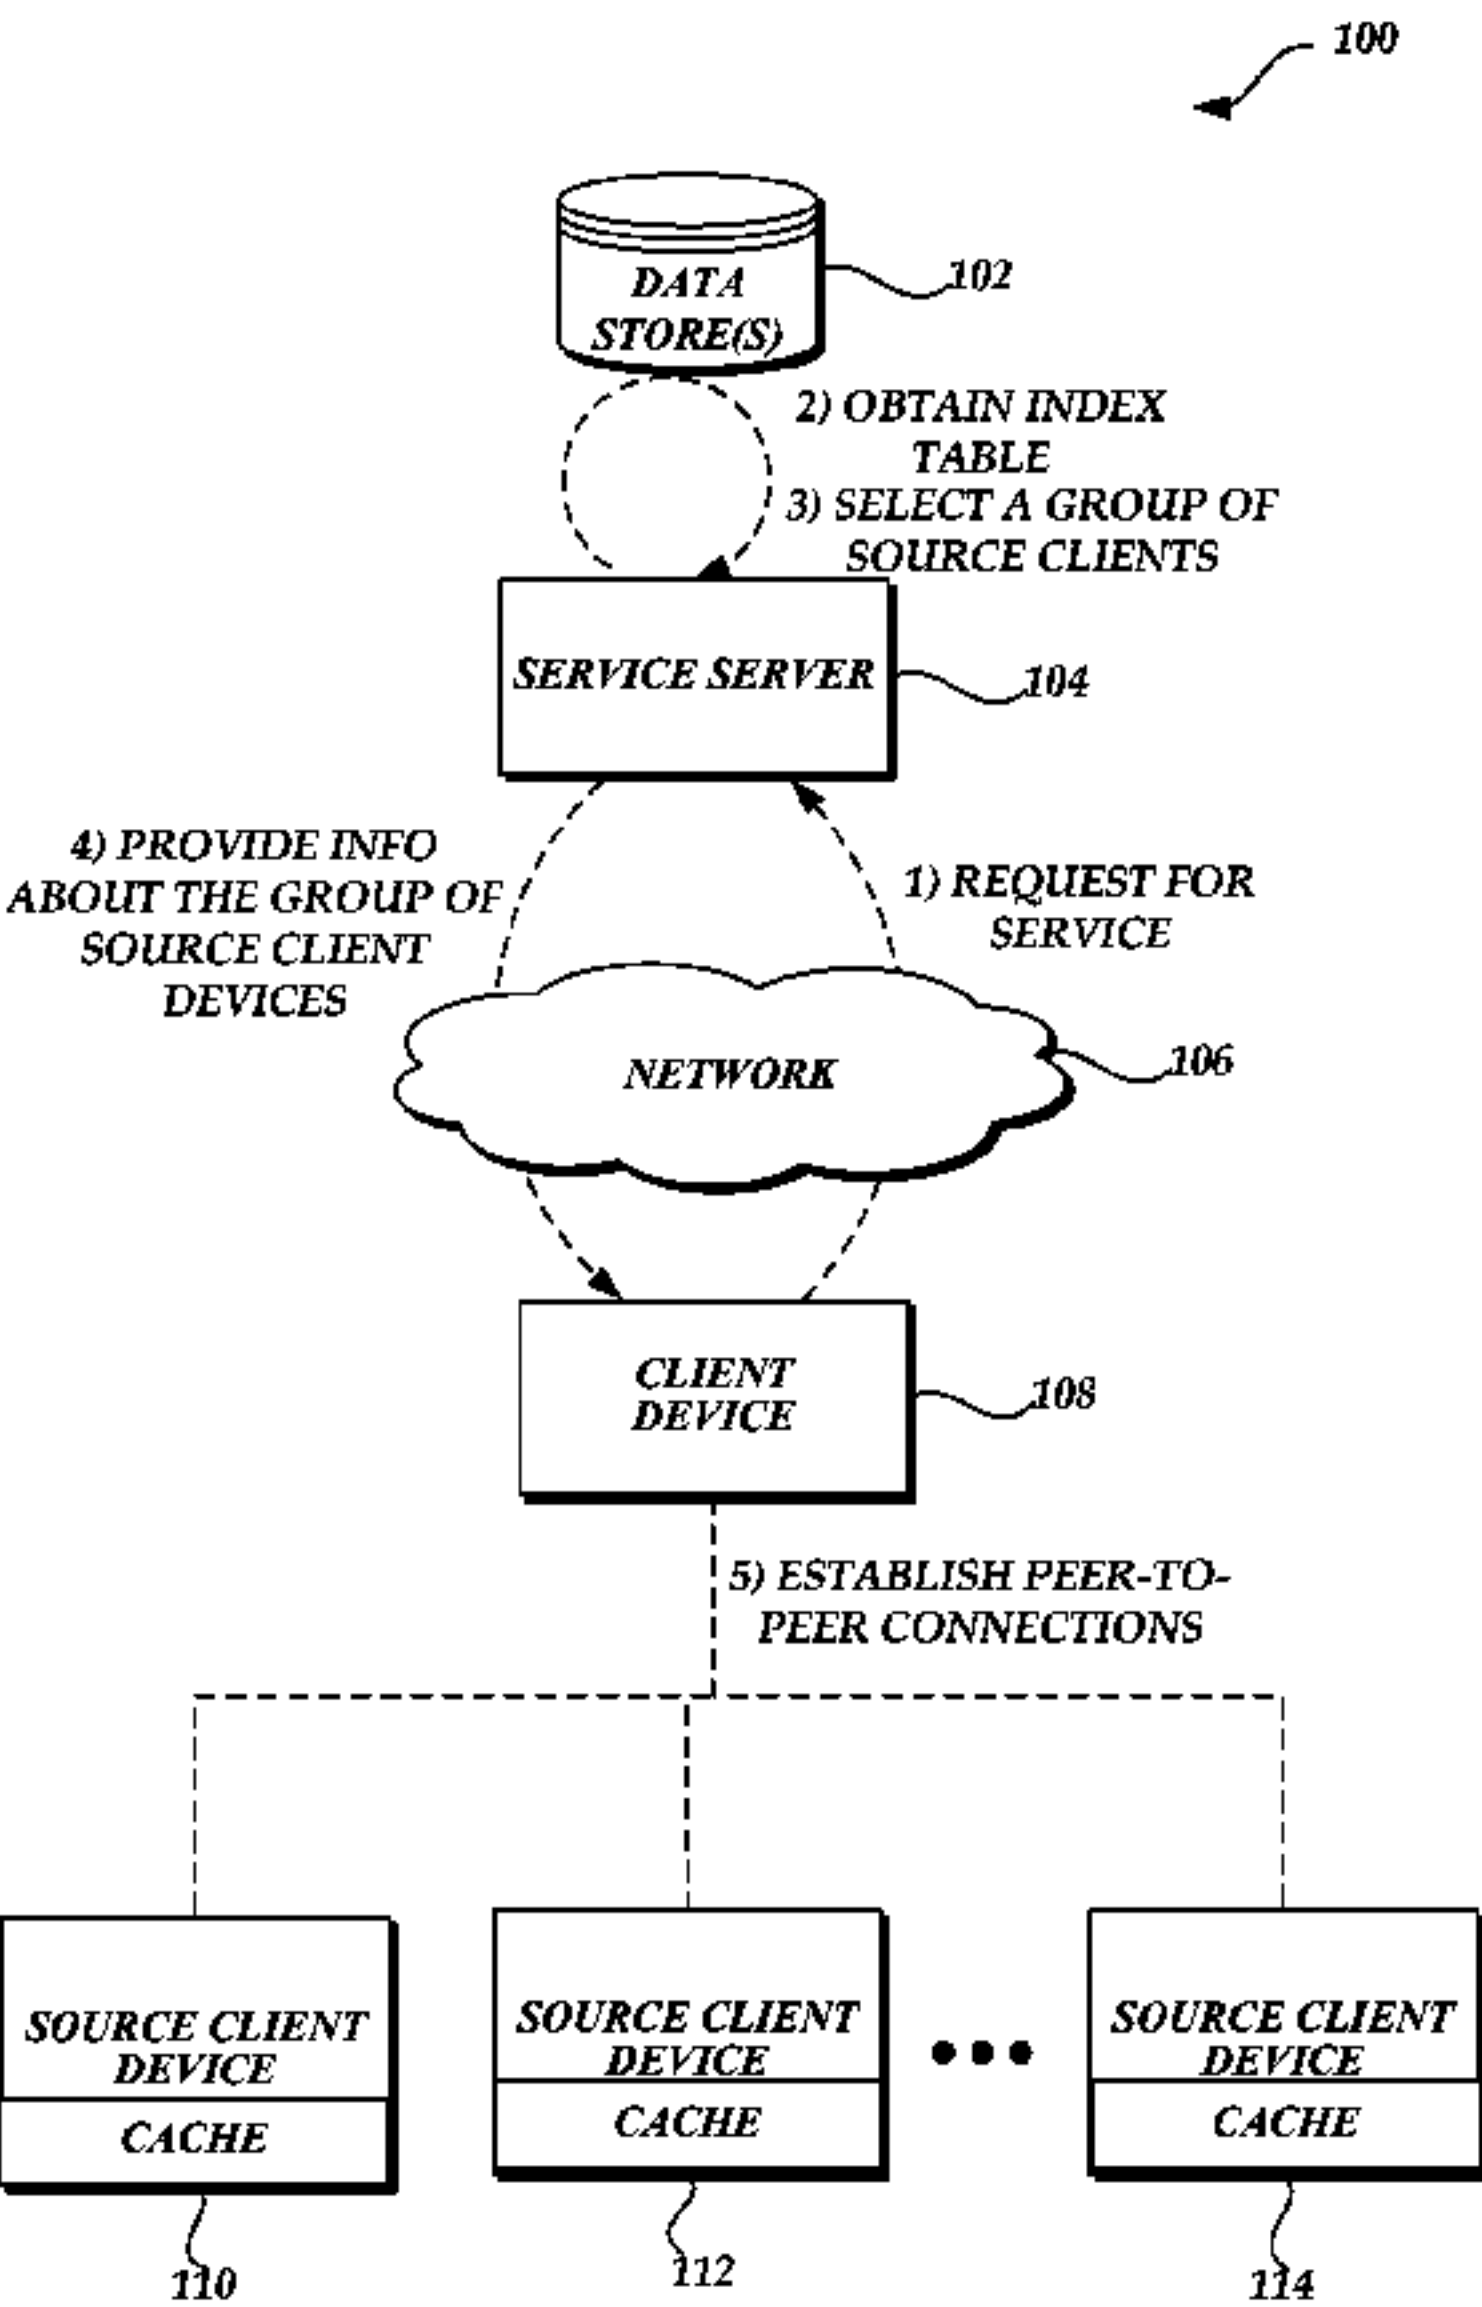 100
DATA
STORE(S)
102
2) OBTAIN INDEX
TABLE
3) SELECT A GROUP OF
SOURCE CLIENTS
SERVICE SERVER
104
4) PROVIDE INFO
ABOUT THE GROUP OF
SOURCE CLIENT
DEVICES
1) REQUEST FOR
SERVICE
NETWORK
106
CLIENT
DEVICE
108
5) ESTABLISH PEER-TO-
PEER CONNECTIONS
SOURCE CLIENT
DEVICE
CACHE
110
SOURCE CLIENT
DEVICE
CACHE
112
SOURCE CLIENT
DEVICE
CACHE
114